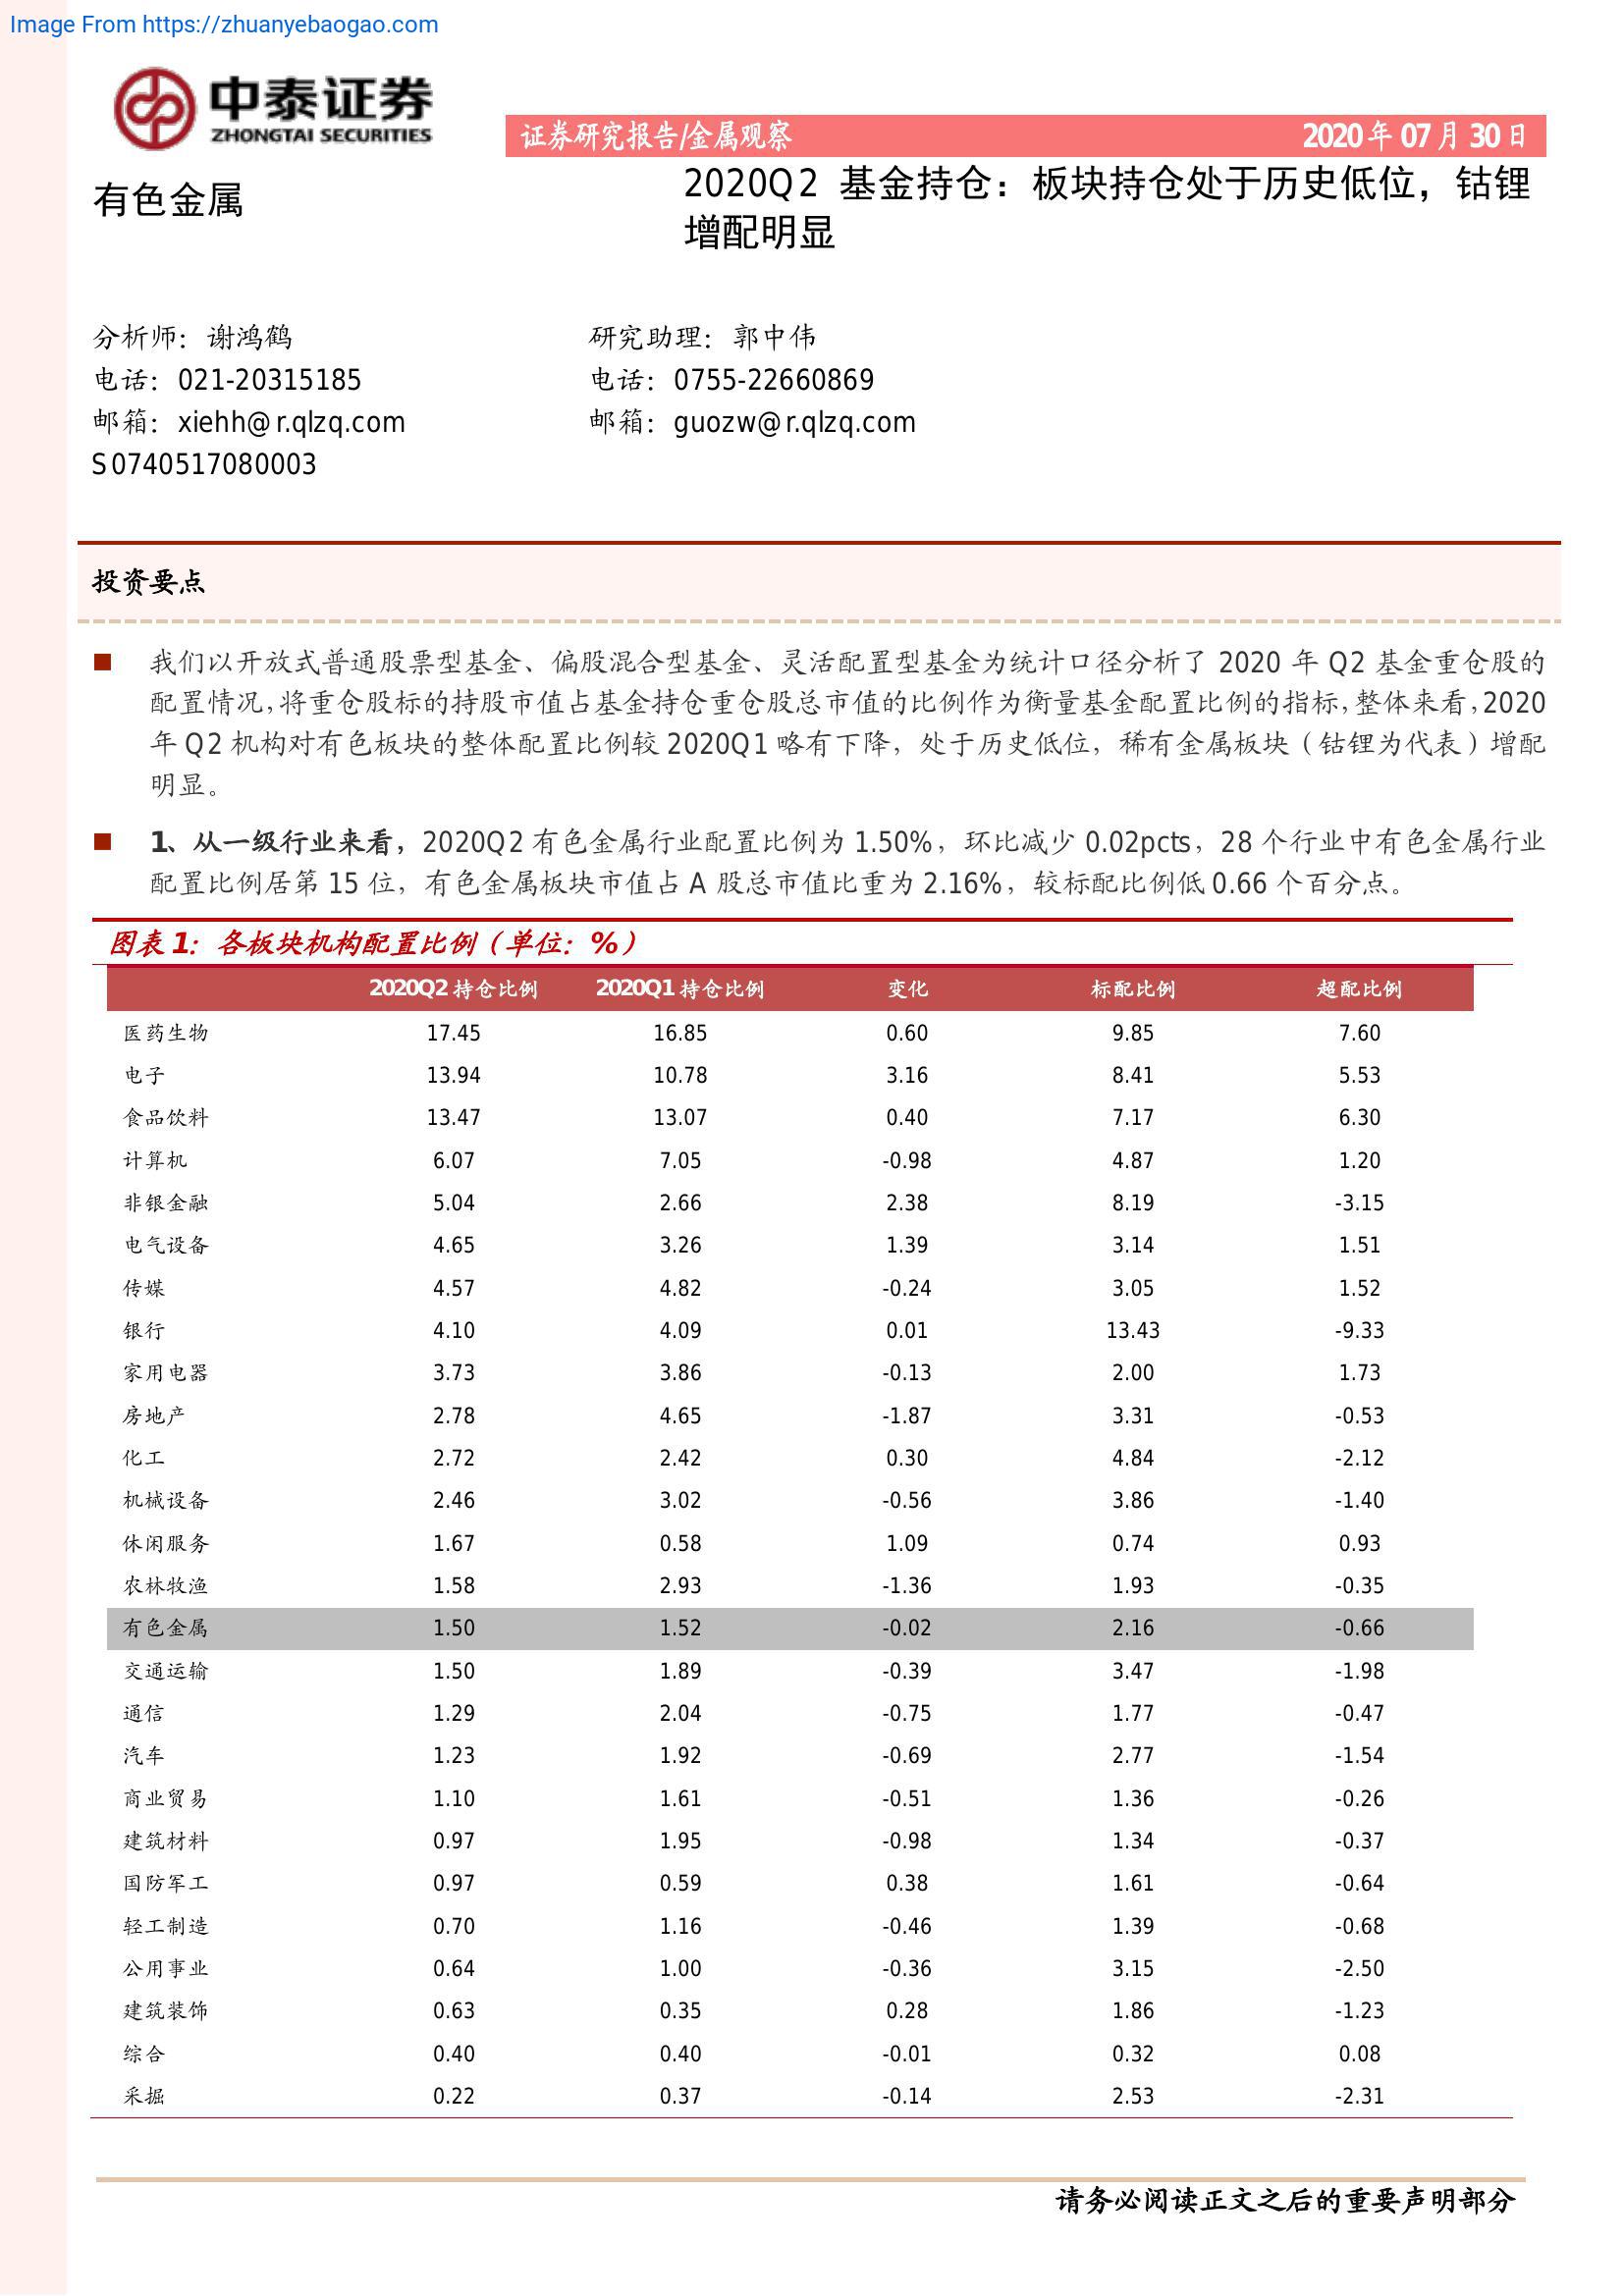 Image From https://zhuanyebaogao.com
中泰证券
ZHONGTAI SECURITIES
证券研究报告/金属观察 2020年07月30日
有色金属
2020Q2 基金持仓：板块持仓处于历史低位，钴锂
增配明显
分析师：谢鸿鹤 研究助理：郭中伟
电话：021-20315185 电话：0755-22660869
邮箱：xiehh@r.qlzq.com 邮箱：guozw@r.qlzq.com
S0740517080003
投资要点
■ 我们以开放式普通股票型基金、偏股混合型基金、灵活配置型基金为统计口径分析了 2020 年 Q2 基金重仓股的
配置情况，将重仓股标的持股市值占基金持仓重仓股总市值的比例作为衡量基金配置比例的指标，整体来看，2020
年 Q2 机构对有色板块的整体配置比例较 2020Q1 略有下降，处于历史低位，稀有金属板块（钴锂为代表）增配
明显。
■ 1、从一级行业来看，2020Q2 有色金属行业配置比例为 1.50%，环比减少 0.02pcts，28 个行业中有色金属行业
配置比例居第 15 位，有色金属板块市值占 A 股总市值比重为 2.16%，较标配比例低 0.66 个百分点。
图表1：各板块机构配置比例（单位：%）
2020Q2 持仓比例 2020Q1 持仓比例 变化 标配比例 超配比例
医药生物 17.45 16.85 0.60 9.85 7.60
电子 13.94 10.78 3.16 8.41 5.53
食品饮料 13.47 13.07 0.40 7.17 6.30
计算机 6.07 7.05 -0.98 4.87 1.20
非银金融 5.04 2.66 2.38 8.19 -3.15
电气设备 4.65 3.26 1.39 3.14 1.51
传媒 4.57 4.82 -0.24 3.05 1.52
银行 4.10 4.09 0.01 13.43 -9.33
家用电器 3.73 3.86 -0.13 2.00 1.73
房地产 2.78 4.65 -1.87 3.31 -0.53
化工 2.72 2.42 0.30 4.84 -2.12
机械设备 2.46 3.02 -0.56 3.86 -1.40
休闲服务 1.67 0.58 1.09 0.74 0.93
农林牧渔 1.58 2.93 -1.36 1.93 -0.35
有色金属 1.50 1.52 -0.02 2.16 -0.66
交通运输 1.50 1.89 -0.39 3.47 -1.98
通信 1.29 2.04 -0.75 1.77 -0.47
汽车 1.23 1.92 -0.69 2.77 -1.54
商业贸易 1.10 1.61 -0.51 1.36 -0.26
建筑材料 0.97 1.95 -0.98 1.34 -0.37
国防军工 0.97 0.59 0.38 1.61 -0.64
轻工制造 0.70 1.16 -0.46 1.39 -0.68
公用事业 0.64 1.00 -0.36 3.15 -2.50
建筑装饰 0.63 0.35 0.28 1.86 -1.23
综合 0.40 0.40 -0.01 0.32 0.08
采掘 0.22 0.37 -0.14 2.53 -2.31
请务必阅读正文之后的重要声明部分